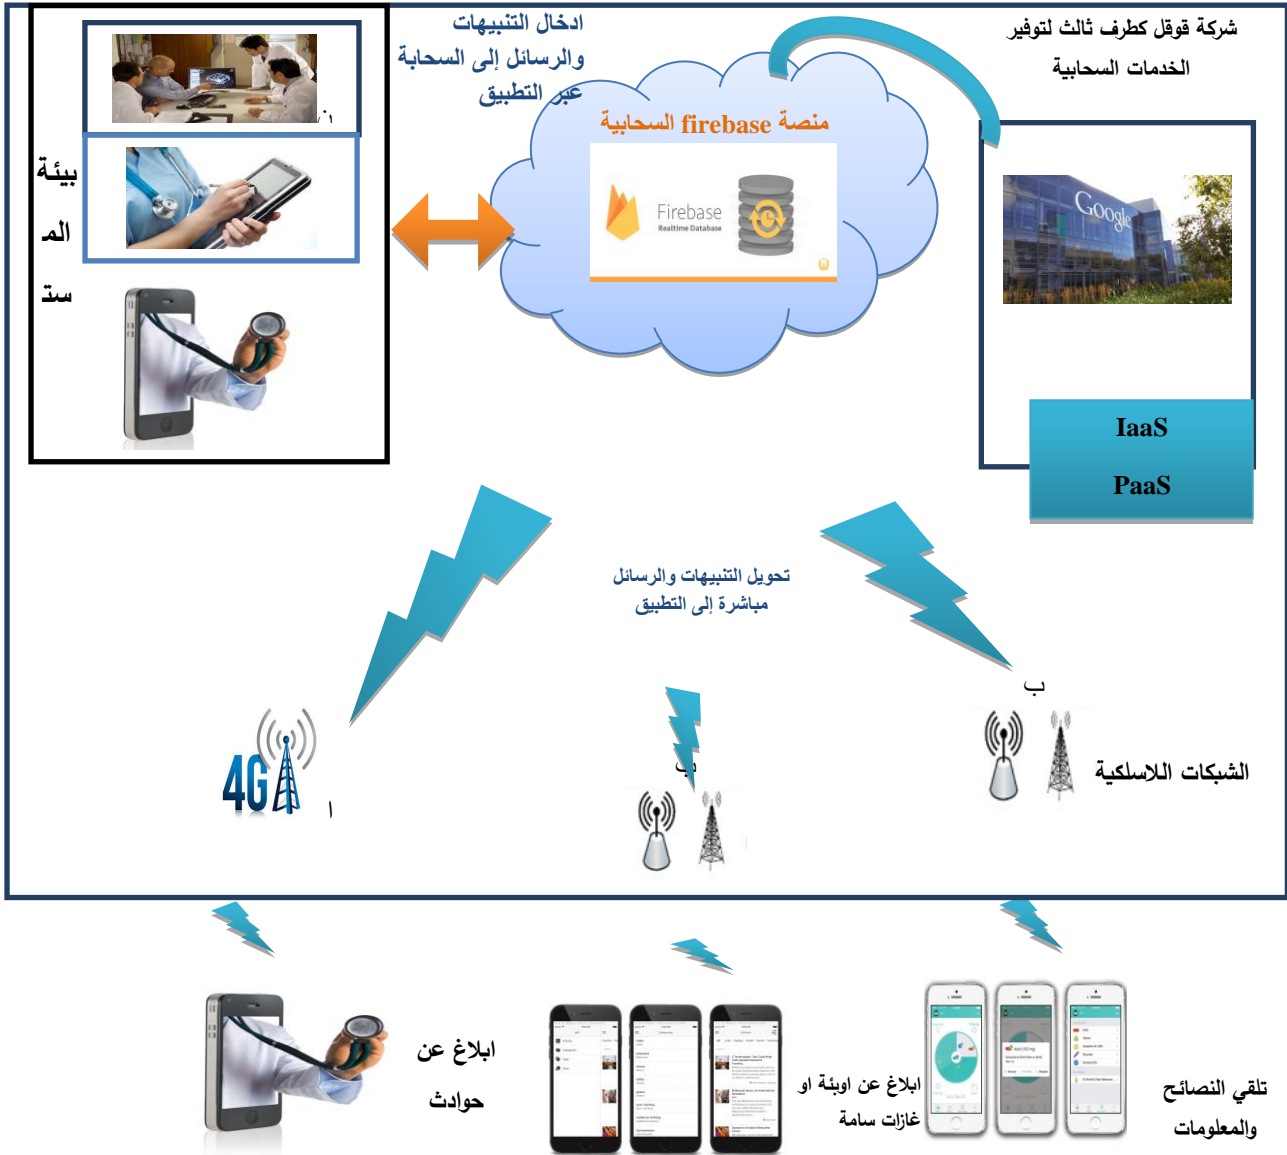 ادخال التنبيهات
والرسائل إلى السحابة
عبر التطبيق
شركة قوقل كطرف ثالث لتوفير
الخدمات السحابية
منصة firebase السحابية
Firebase
Realtime Database
Google
بيئة
المـ
ستـ
IaaS
PaaS
تحويل التنبيهات والرسائل
مباشرة إلى التطبيق
ب
الشبكات اللاسلكية
ب
4G
ا
ابلاغ عن
حوادث
ابلاغ عن اوبئة او
غازات سامة
تلقي النصائح
والمعلومات